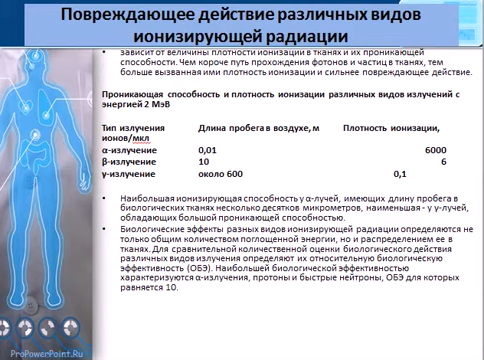 Повреждающее действие различных видов
ионизирующей радиации
• зависит от величины плотности ионизации в тканях и их проникающей
способности. Чем короче путь прохождения фотонов и частиц в тканях, тем
больше вызванная ими плотность ионизации и сильнее повреждающее действие.
Проникающая способность и плотность ионизации различных видов излучений с
энергией 2 МэВ
Тип излучения Длина пробега в воздухе, м Плотность ионизации,
ионов/мкл
α-излучение 0,01 6000
β-излучение 10 6
γ-излучение около 600 0,1
• Наибольшая ионизирующая способность у α-лучей, имеющих длину пробега в
биологических тканях несколько десятков микрометров, наименьшая - у γ-лучей,
обладающих большой проникающей способностью.
• Биологические эффекты разных видов ионизирующей радиации определяются не
только общим количеством поглощенной энергии, но и распределением ее в
тканях. Для сравнительной количественной оценки биологического действия
различных видов излучения определяют их относительную биологическую
эффективность (ОБЭ). Наибольшей биологической эффективностью
характеризуются α-излучения, протоны и быстрые нейтроны, ОБЭ для которых
равняется 10.
ProPowerPoint.Ru